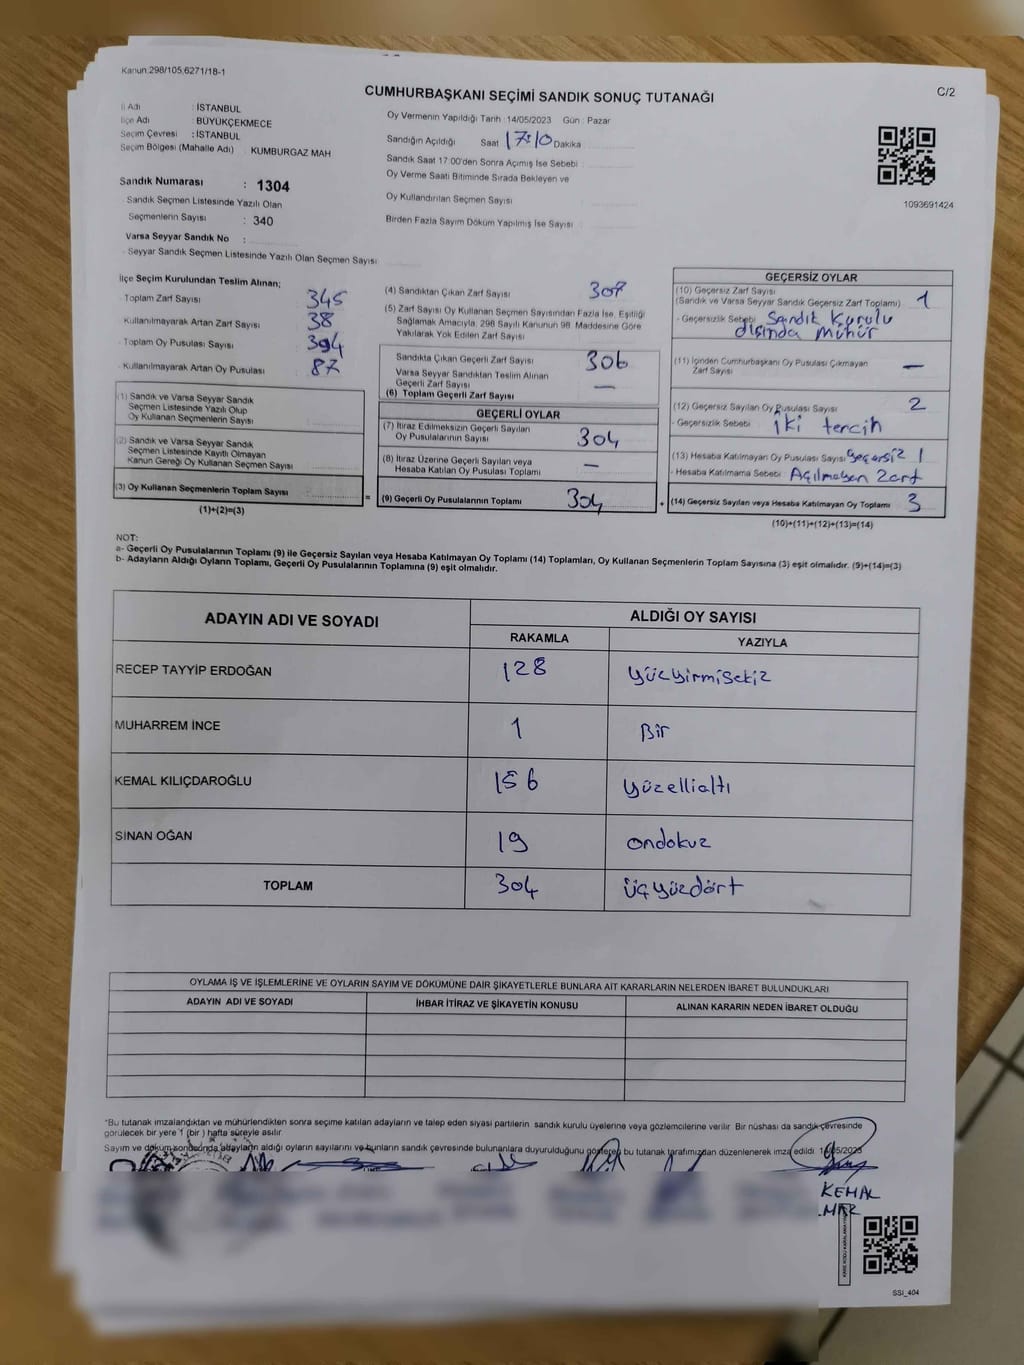 Kanun:298/105,6271/18-1
CUMHURBAŞKANI SEÇİMİ SANDIK SONUÇ TUTANAĞI
C/2
İl Adı : İSTANBUL
İlçe Adı : BÜYÜKÇEKMECE
Seçim Çevresi : İSTANBUL
Seçim Bölgesi (Mahalle Adı) : KUMBURGAZ MAH
Sandık Numarası : 1304
Sandık Seçmen Listesinde Yazılı Olan
Seçmenlerin Sayısı : 340
Varsa Seyyar Sandık No :
Seyyar Sandık Seçmen Listesinde Yazılı Olan Seçmen Sayısı
Oy Vermenin Yapıldığı Tarih :14/05/2023 Gün : Pazar
Sandığın Açıldığı Saat 17:10 Dakika
Sandık Saat 17:00'den Sonra Açımış İse Sebebi :
Oy Verme Saati Bitiminde Sırada Bekleyen ve
Oy Kullandırılan Seçmen Sayısı :
Birden Fazla Sayım Döküm Yapılmış İse Sayısı :
1093691424
İlçe Seçim Kurulundan Teslim Alınan;
Toplam Zarf Sayısı 345
Kullanılmayarak Artan Zarf Sayısı 38
Toplam Oy Pusulası Sayısı 394
Kullanılmayarak Artan Oy Pusulası 87
(1) Sandık ve Varsa Seyyar Sandık
Seçmen Listesinde Yazılı Olup
Oy Kullanan Seçmenlerin Sayısı :
(2) Sandık ve Varsa Seyyar Sandık
Seçmen Listesinde Kayıtlı Olmayan
Kanun Gereği Oy Kullanan Seçmen Sayısı :
(3) Oy Kullanan Seçmenlerin Toplam Sayısı :
=
(1)+(2)=(3)
(4) Sandıktan Çıkan Zarf Sayısı 307
(5) Zarf Sayısı Oy Kullanan Seçmen Sayısından Fazla İse, Eşitliği
Sağlamak Amacıyla, 298 Sayılı Kanunun 98. Maddesine Göre
Yakılarak Yok Edilen Zarf Sayısı
Sandıkta Çıkan Geçerli Zarf Sayısı 306
Varsa Seyyar Sandıktan Teslim Alınan
Geçerli Zarf Sayısı —
(6) Toplam Geçerli Zarf Sayısı
GEÇERLİ OYLAR
(7) İtiraz Edilmeksizin Geçerli Sayılan
Oy Pusulalarının Sayısı 304
(8) İtiraz Üzerine Geçerli Sayılan veya
Hesaba Katılan Oy Pusulası Toplamı —
(9) Geçerli Oy Pusulalarının Toplamı 304
+
GEÇERSİZ OYLAR
(10) Geçersiz Zarf Sayısı
(Sandık ve Varsa Seyyar Sandık Geçersiz Zarf Toplamı) 1
- Geçersizlik Sebebi Sandık Kurulu
dışında mühür
(11) İçinden Cumhurbaşkanı Oy Pusulası Çıkmayan
Zarf Sayısı —
(12) Geçersiz Sayılan Oy Pusulası Sayısı 2
- Geçersizlik Sebebi : iki tercih
(13) Hesaba Katılmayan Oy Pusulası Sayısı Geçersiz 1
- Hesaba Katılmama Sebebi Açılmayan Zarf
(14) Geçersiz Sayılan veya Hesaba Katılmayan Oy Toplamı 3
(10)+(11)+(12)+(13)=(14)
NOT:
a- Geçerli Oy Pusulalarının Toplamı (9) ile Geçersiz Sayılan veya Hesaba Katılmayan Oy Toplamı (14) Toplamları, Oy Kullanan Seçmenlerin Toplam Sayısına (3) eşit olmalıdır. (9)+(14)=(3)
b- Adayların Aldığı Oyların Toplamı, Geçerli Oy Pusulalarının Toplamına (9) eşit olmalıdır.
ADAYIN ADI VE SOYADI
ALDIĞI OY SAYISI
RAKAMLA YAZIYLA
RECEP TAYYİP ERDOĞAN 128 yüzyirmisekiz
MUHARREM İNCE 1 Bir
KEMAL KILIÇDAROĞLU 156 yüzellialtı
SİNAN OĞAN 19 ondokuz
TOPLAM 304 üçyüzdört
OYLAMA İŞ VE İŞLEMLERİNE VE OYLARIN SAYIM VE DÖKÜMÜNE DAİR ŞİKAYETLERLE BUNLARA AİT KARARLARIN NELERDEN İBARET BULUNDUKLARI
ADAYIN ADI VE SOYADI İHBAR İTİRAZ VE ŞİKAYETİN KONUSU ALINAN KARARIN NEDEN İBARET OLDUĞU
*Bu tutanak imzalandıktan ve mühürlendikten sonra seçime katılan adayların ve talep eden siyasi partilerin sandık kurulu üyelerine veya gözlemcilerine verilir. Bir nüshası da sandık çevresinde
görülecek bir yere 1 (bir) hafta süreyle asılır.
Sayım ve döküm sonucunda adayların aldığı oyların sayılarını ve bunların sandık çevresinde bulunanlara duyurulduğunu gösteren bu tutanak tarafımızdan düzenlenerek imza edildi.
KEMAL
SSI_404